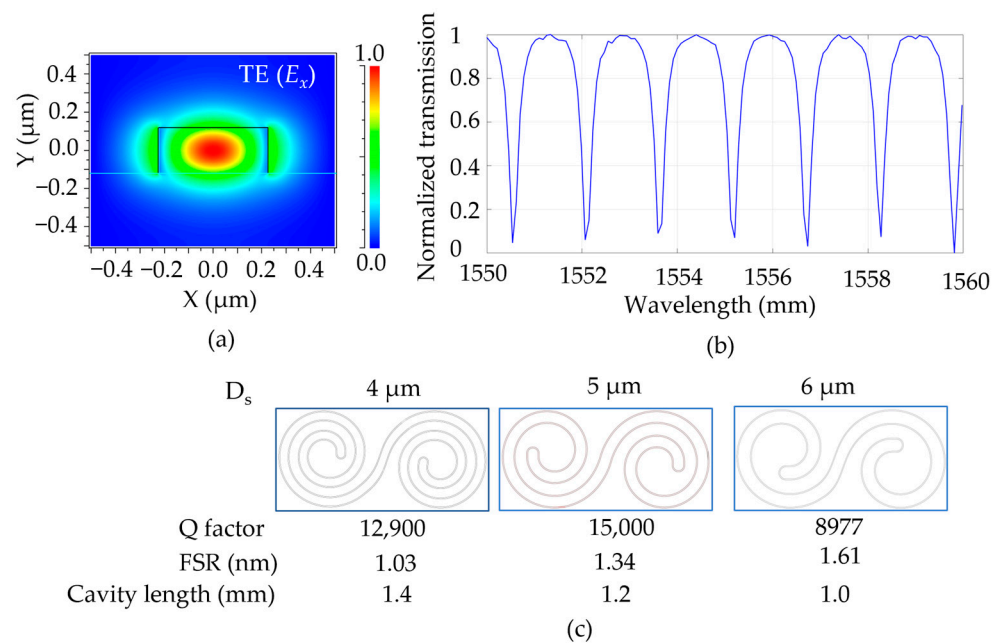 TE (Eₓ)
1.0
0.0
0.4
0.2
0.0
−0.2
−0.4
Y (μm)
−0.4 −0.2 0.0 0.2 0.4
X (μm)
(a)
Normalized transmission
1
0.8
0.6
0.4
0.2
0
1550 1552 1554 1556 1558 1560
Wavelength (mm)
(b)
Dₛ 4 μm 5 μm 6 μm
Q factor 12,900 15,000 8977
FSR (nm) 1.03 1.34 1.61
Cavity length (mm) 1.4 1.2 1.0
(c)